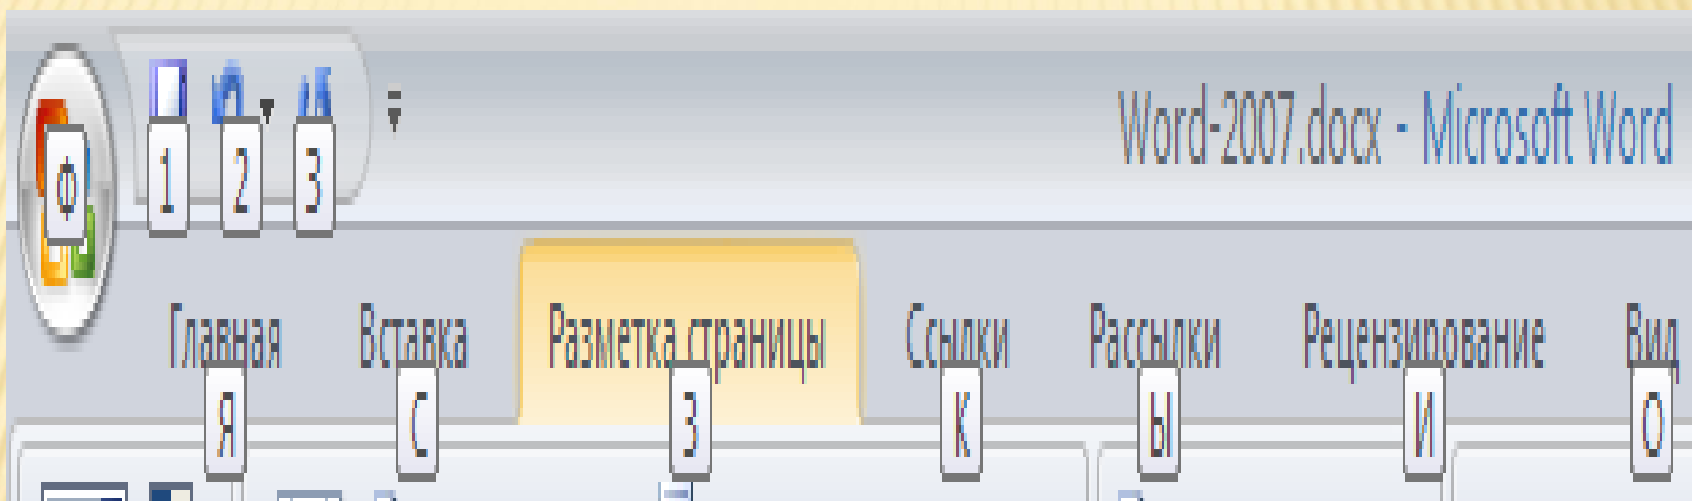 Word-2007.docx - Microsoft Word
Ф 1 2 3
Главная Вставка Разметка страницы Ссылки Рассылки Рецензирование Вид
Я С З К Ы И О